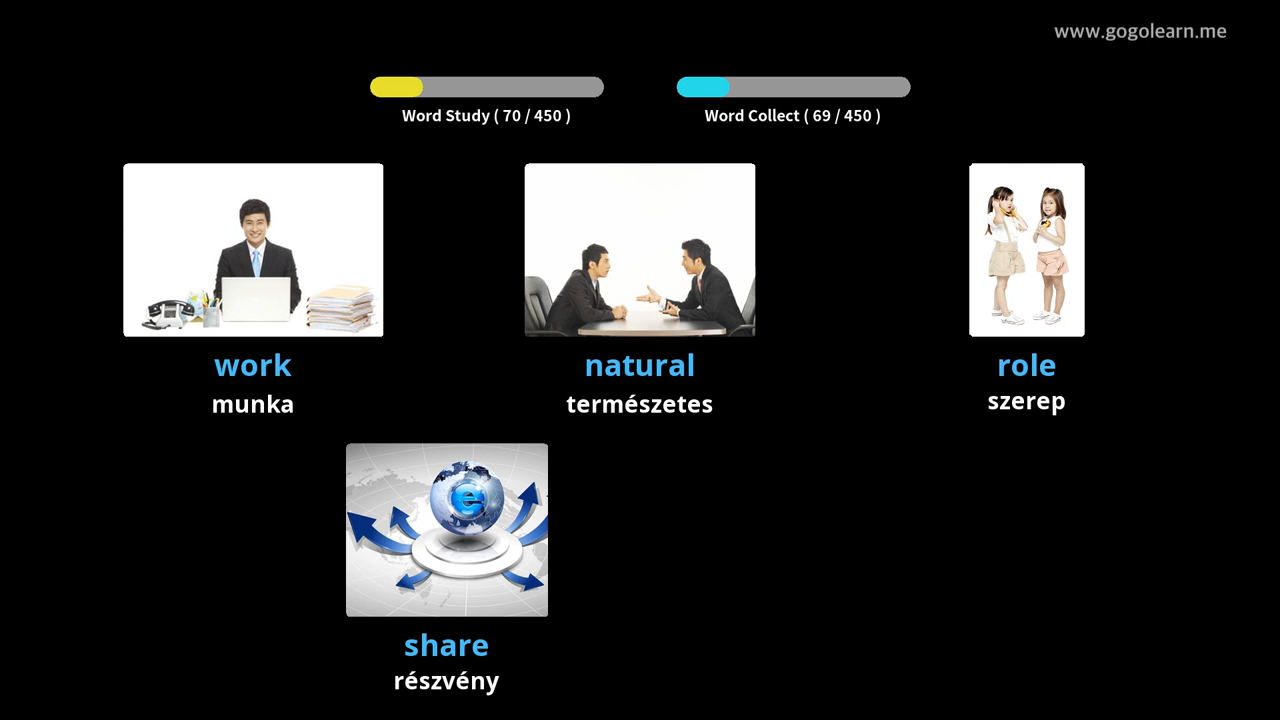 www.gogolearn.me
Word Study ( 70 / 450 )
Word Collect ( 69 / 450 )
work
munka
natural
természetes
role
szerep
e
share
részvény